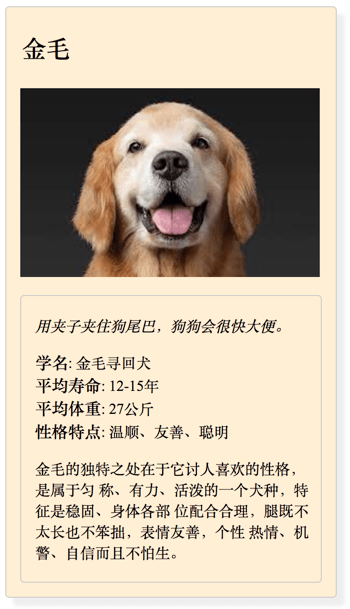 金毛
用夹子夹住狗尾巴，狗狗会很快大便。
学名: 金毛寻回犬
平均寿命: 12-15年
平均体重: 27公斤
性格特点: 温顺、友善、聪明
金毛的独特之处在于它讨人喜欢的性格，
是属于匀 称、有力、活泼的一个犬种，特
征是稳固、身体各部 位配合合理，腿既不
太长也不笨拙，表情友善，个性 热情、机
警、自信而且不怕生。